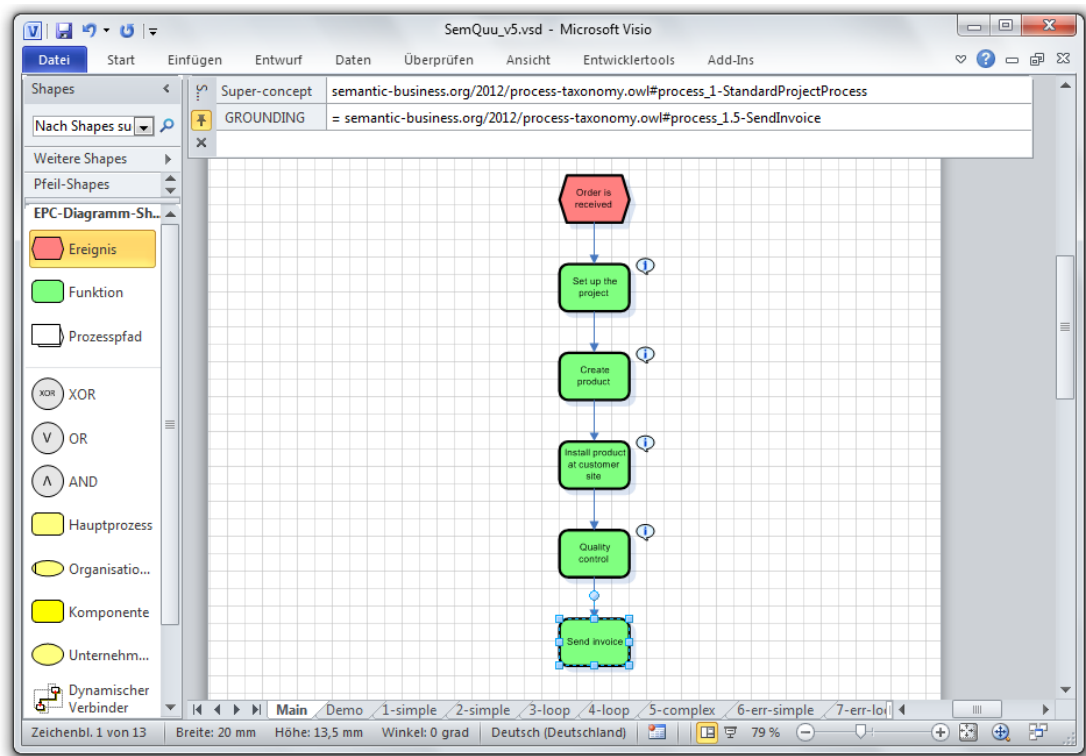 SemQuu_v5.vsd - Microsoft Visio
Datei Start Einfügen Entwurf Daten Überprüfen Ansicht Entwicklertools Add-Ins
Shapes
Nach Shapes su
Weitere Shapes
Pfeil-Shapes
EPC-Diagramm-Sh...
Ereignis
Funktion
Prozesspfad
XOR XOR
V OR
Λ AND
Hauptprozess
Organisatio...
Komponente
Unternehm...
Dynamischer
Verbinder
Super-concept semantic-business.org/2012/process-taxonomy.owl#process_1-StandardProjectProcess
GROUNDING = semantic-business.org/2012/process-taxonomy.owl#process_1.5-SendInvoice
Order is
received
Set up the
project
Create
product
Install product
at customer
site
Quality
control
Send invoice
Main Demo 1-simple 2-simple 3-loop 4-loop 5-complex 6-err-simple 7-err-loo
Zeichenbl. 1 von 13 Breite: 20 mm Höhe: 13,5 mm Winkel: 0 grad Deutsch (Deutschland) 79 %